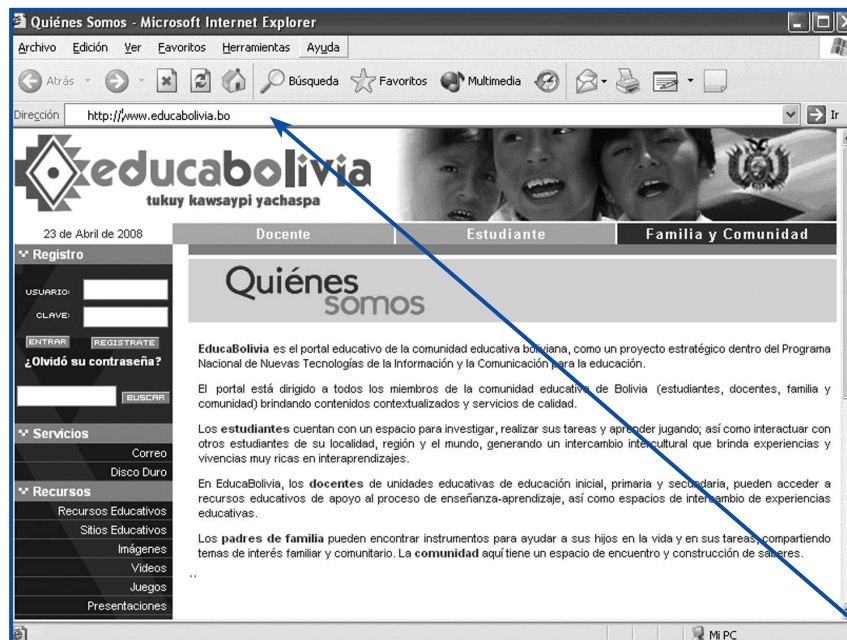 Quiénes Somos - Microsoft Internet Explorer
Archivo Edición Ver Favoritos Herramientas Ayuda
Atrás Búsqueda Favoritos Multimedia
Dirección http://www.educabolivia.bo Ir
educabolivia
tukuy kawsaypi yachaspa
23 de Abril de 2008 Docente Estudiante Familia y Comunidad
Registro
USUARIO:
CLAVE:
ENTRAR REGISTRATE
¿Olvidó su contraseña?
BUSCAR
Servicios
Correo
Disco Duro
Recursos
Recursos Educativos
Sitios Educativos
Imágenes
Videos
Juegos
Presentaciones
Quiénes
somos
EducaBolivia es el portal educativo de la comunidad educativa boliviana, como un proyecto estratégico dentro del Programa
Nacional de Nuevas Tecnologías de la Información y la Comunicación para la educación.
El portal está dirigido a todos los miembros de la comunidad educativa de Bolivia (estudiantes, docentes, familia y
comunidad) brindando contenidos contextualizados y servicios de calidad.
Los estudiantes cuentan con un espacio para investigar, realizar sus tareas y aprender jugando; así como interactuar con
otros estudiantes de su localidad, región y el mundo, generando un intercambio intercultural que brinda experiencias y
vivencias muy ricas en interaprendizajes.
En EducaBolivia, los docentes de unidades educativas de educación inicial, primaria y secundaria, pueden acceder a
recursos educativos de apoyo al proceso de enseñanza-aprendizaje, así como espacios de intercambio de experiencias
educativas.
Los padres de familia pueden encontrar instrumentos para ayudar a sus hijos en la vida y en sus tareas, compartiendo
temas de interés familiar y comunitario. La comunidad aquí tiene un espacio de encuentro y construcción de saberes.
..
Mi PC